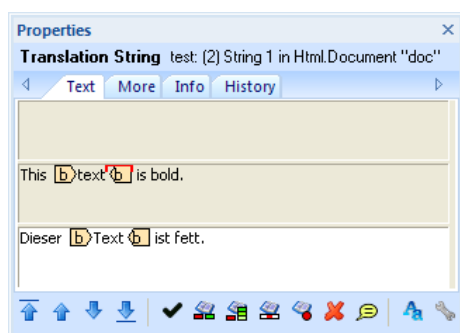 Properties
Translation String test: (2) String 1 in Html.Document "doc"
Text More Info History
This b text b is bold.
Dieser b Text b ist fett.
Aa